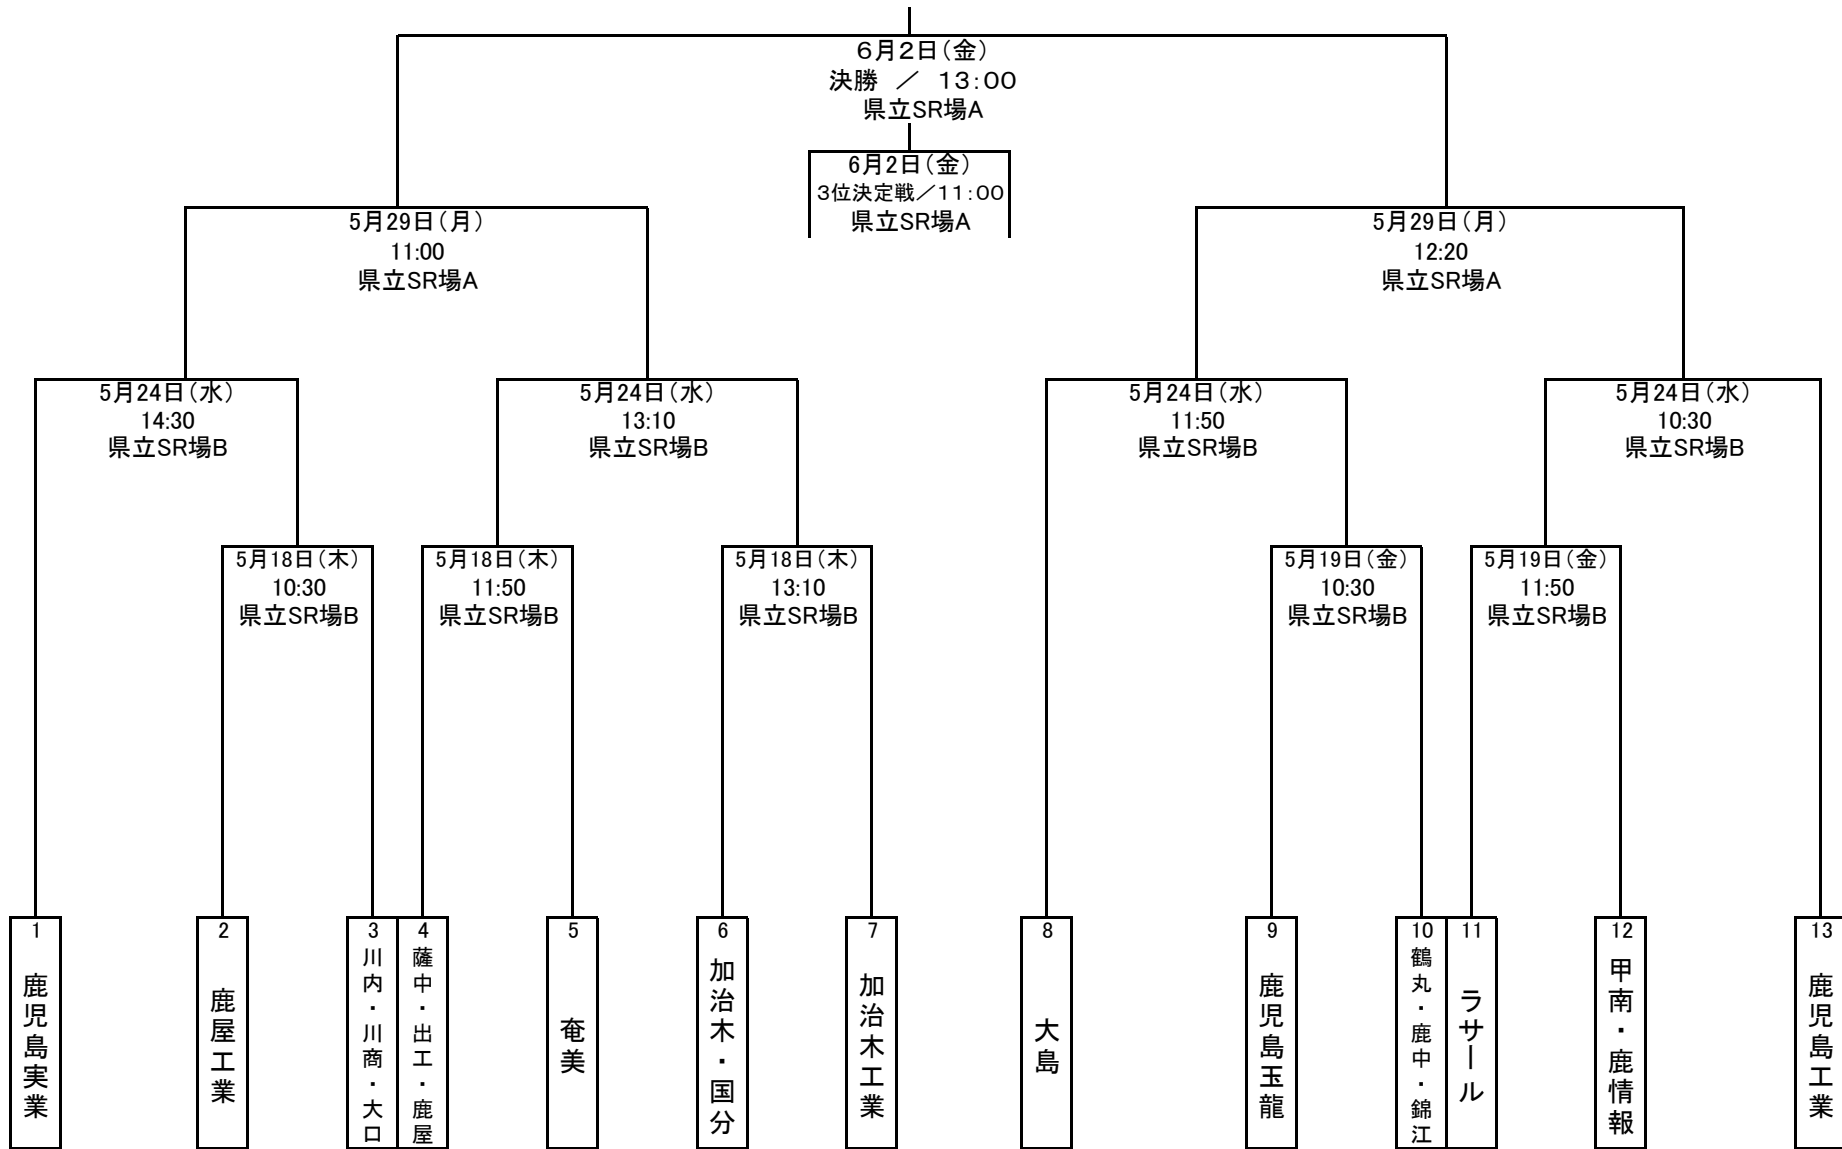 6月2日(金)
決勝 ／ 13:00
県立SR場A
6月2日(金)
3位決定戦／11:00
県立SR場A
5月29日(月)
11:00
県立SR場A
5月29日(月)
12:20
県立SR場A
5月24日(水)
14:30
県立SR場B
5月24日(水)
13:10
県立SR場B
5月24日(水)
11:50
県立SR場B
5月24日(水)
10:30
県立SR場B
5月18日(木)
10:30
県立SR場B
5月18日(木)
11:50
県立SR場B
5月18日(木)
13:10
県立SR場B
5月19日(金)
10:30
県立SR場B
5月19日(金)
11:50
県立SR場B
1
鹿児島実業
2
鹿屋工業
3
川内・川商・大口
4
薩中・出工・鹿屋
5
奄美
6
加治木・国分
7
加治木工業
8
大島
9
鹿児島玉龍
10
鶴丸・鹿中・錦江
11
ラサール
12
甲南・鹿情報
13
鹿児島工業